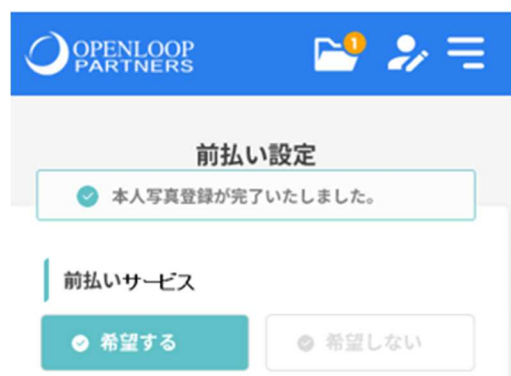 OPENLOOP
PARTNERS
1
前払い設定
本人写真登録が完了いたしました。
前払いサービス
希望する
希望しない